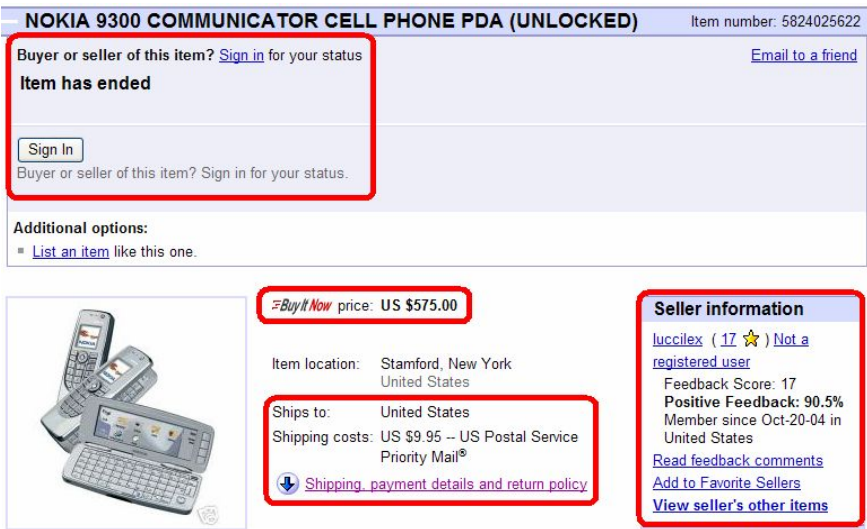 NOKIA 9300 COMMUNICATOR CELL PHONE PDA (UNLOCKED)
Item number: 5824025622
Buyer or seller of this item? Sign in for your status
Email to a friend
Item has ended
Sign In
Buyer or seller of this item? Sign in for your status.
Additional options:
List an item like this one.
NOKIA
Buy It Now price: US $575.00
Item location: Stamford, New York
United States
Ships to: United States
Shipping costs: US $9.95 -- US Postal Service
Priority Mail®
Shipping, payment details and return policy
Seller information
luccilex ( 17 ) Not a
registered user
Feedback Score: 17
Positive Feedback: 90.5%
Member since Oct-20-04 in
United States
Read feedback comments
Add to Favorite Sellers
View seller's other items